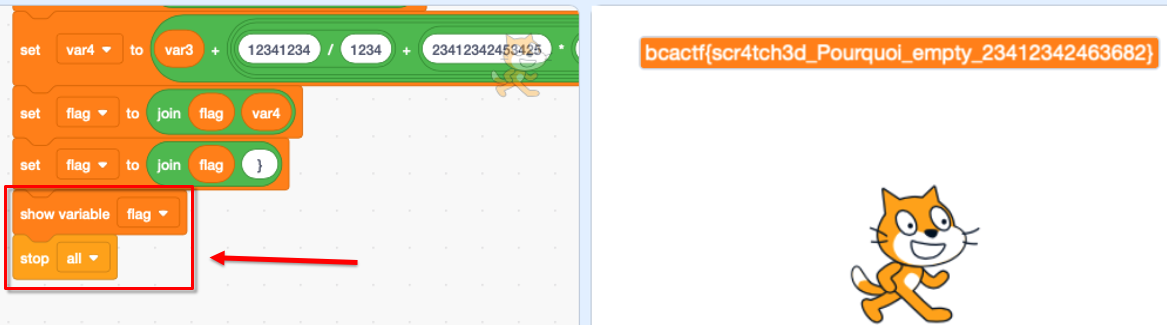 set var4 to var3 + 12341234 / 1234 + 23412342453425 *
set flag to join flag var4
set flag to join flag }
show variable flag
stop all
bcactf{scr4tch3d_Pourquoi_empty_23412342463682}